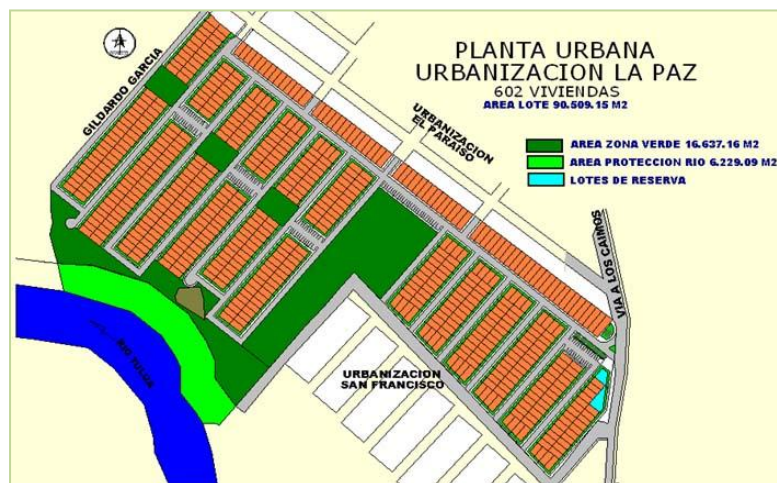 PLANTA URBANA
URBANIZACION LA PAZ
602 VIVIENDAS
AREA LOTE 90.509.15 M2
GILDARDO GARCIA
URBANIZACION
EL PARAISO
AREA ZONA VERDE 16.637.16 M2
AREA PROTECCION RIO 6.229.09 M2
LOTES DE RESERVA
VIA A LOS CAIMOS
RIO TULUA
URBANIZACION
SAN FRANCISCO